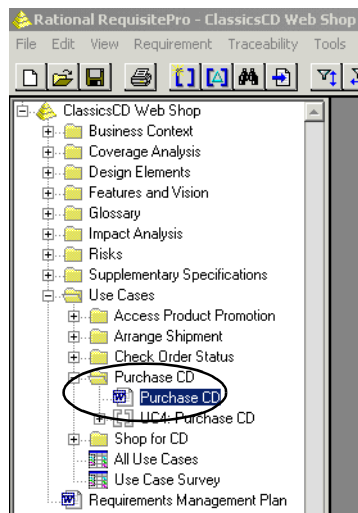 Rational RequisitePro - ClassicsCD Web Shop
File Edit View Requirement Traceability Tools
ClassicsCD Web Shop
Business Context
Coverage Analysis
Design Elements
Features and Vision
Glossary
Impact Analysis
Risks
Supplementary Specifications
Use Cases
Access Product Promotion
Arrange Shipment
Check Order Status
Purchase CD
Purchase CD
UC4: Purchase CD
Shop for CD
All Use Cases
Use Case Survey
Requirements Management Plan